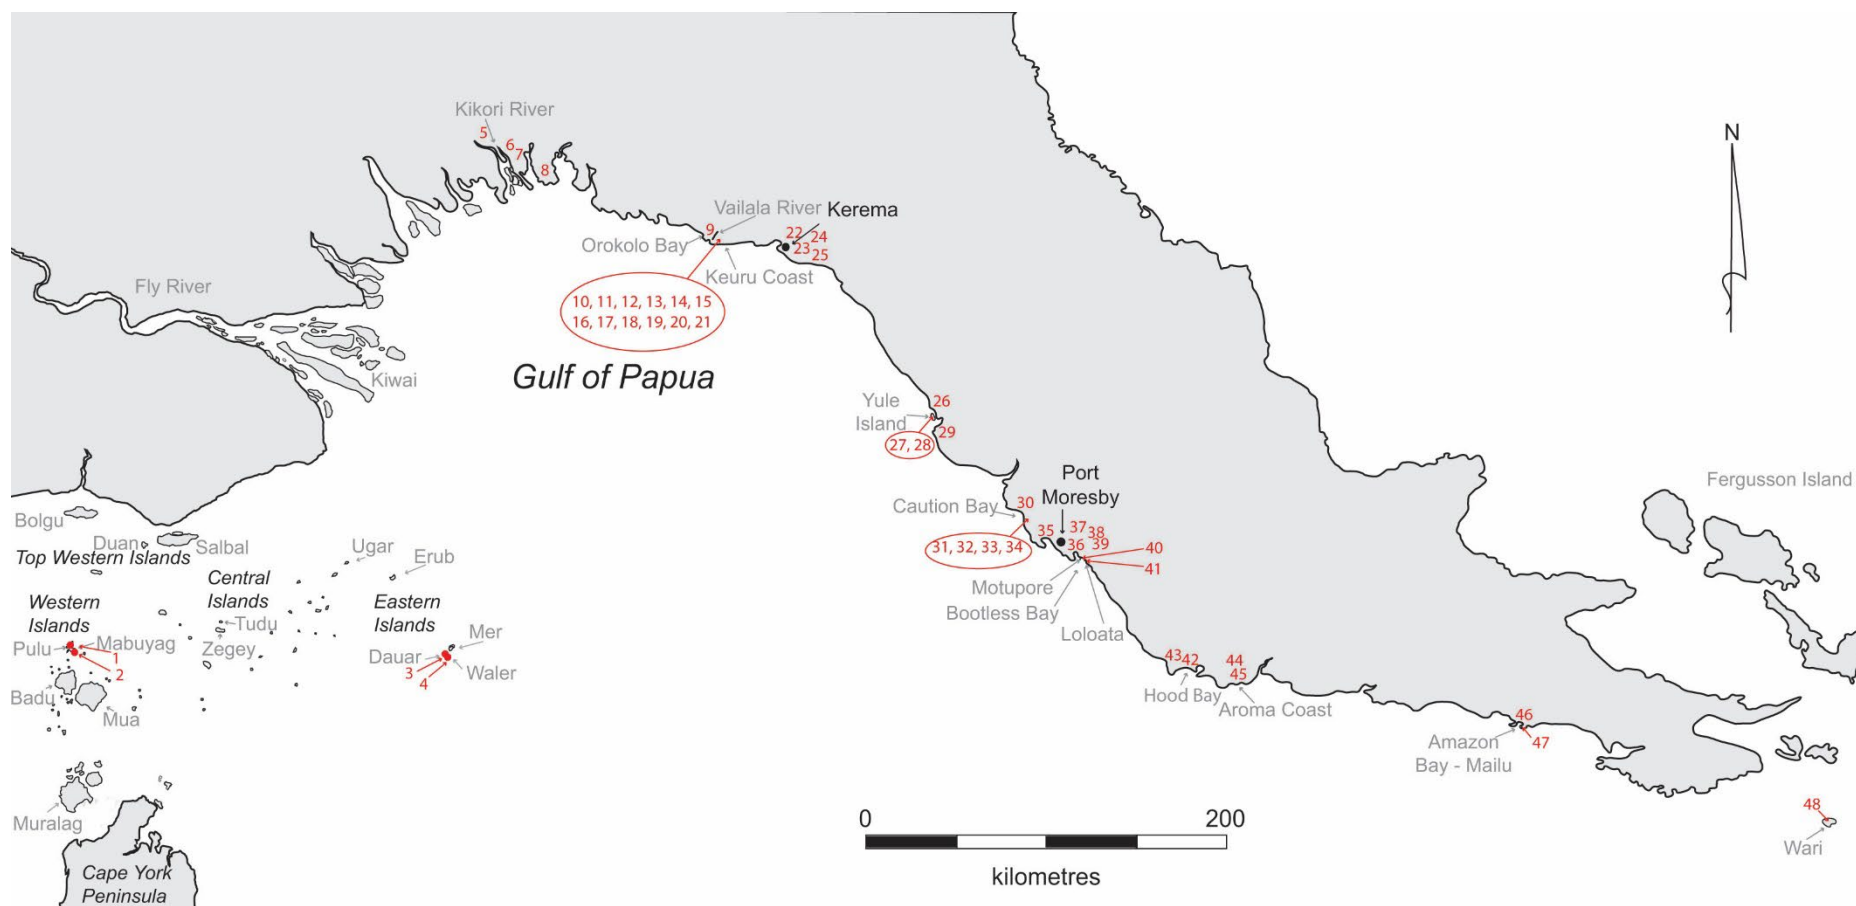 Kikori River
5
6
7
8
N
Vailala River
Kerema
9
22
24
23
25
Orokolo Bay
Keuru Coast
Fly River
10, 11, 12, 13, 14, 15
16, 17, 18, 19, 20, 21
Gulf of Papua
Kiwai
Yule
Island
26
27, 28
29
Port
Moresby
Fergusson Island
Caution Bay
30
31, 32, 33, 34
35
37
38
36
39
40
41
Motupore
Bootless Bay
Loloata
Bolgu
Duan
Salbal
Top Western Islands
Ugar
Erub
Central
Islands
Tudu
Zegey
Western
Islands
Pulu
Mabuyag
1
2
Badu
Mua
Eastern
Islands
Mer
Dauar
3
4
Waler
43
42
44
45
Hood Bay
Aroma Coast
46
47
Amazon
Bay - Mailu
Muralag
Cape York
Peninsula
0
200
kilometres
48
Wari